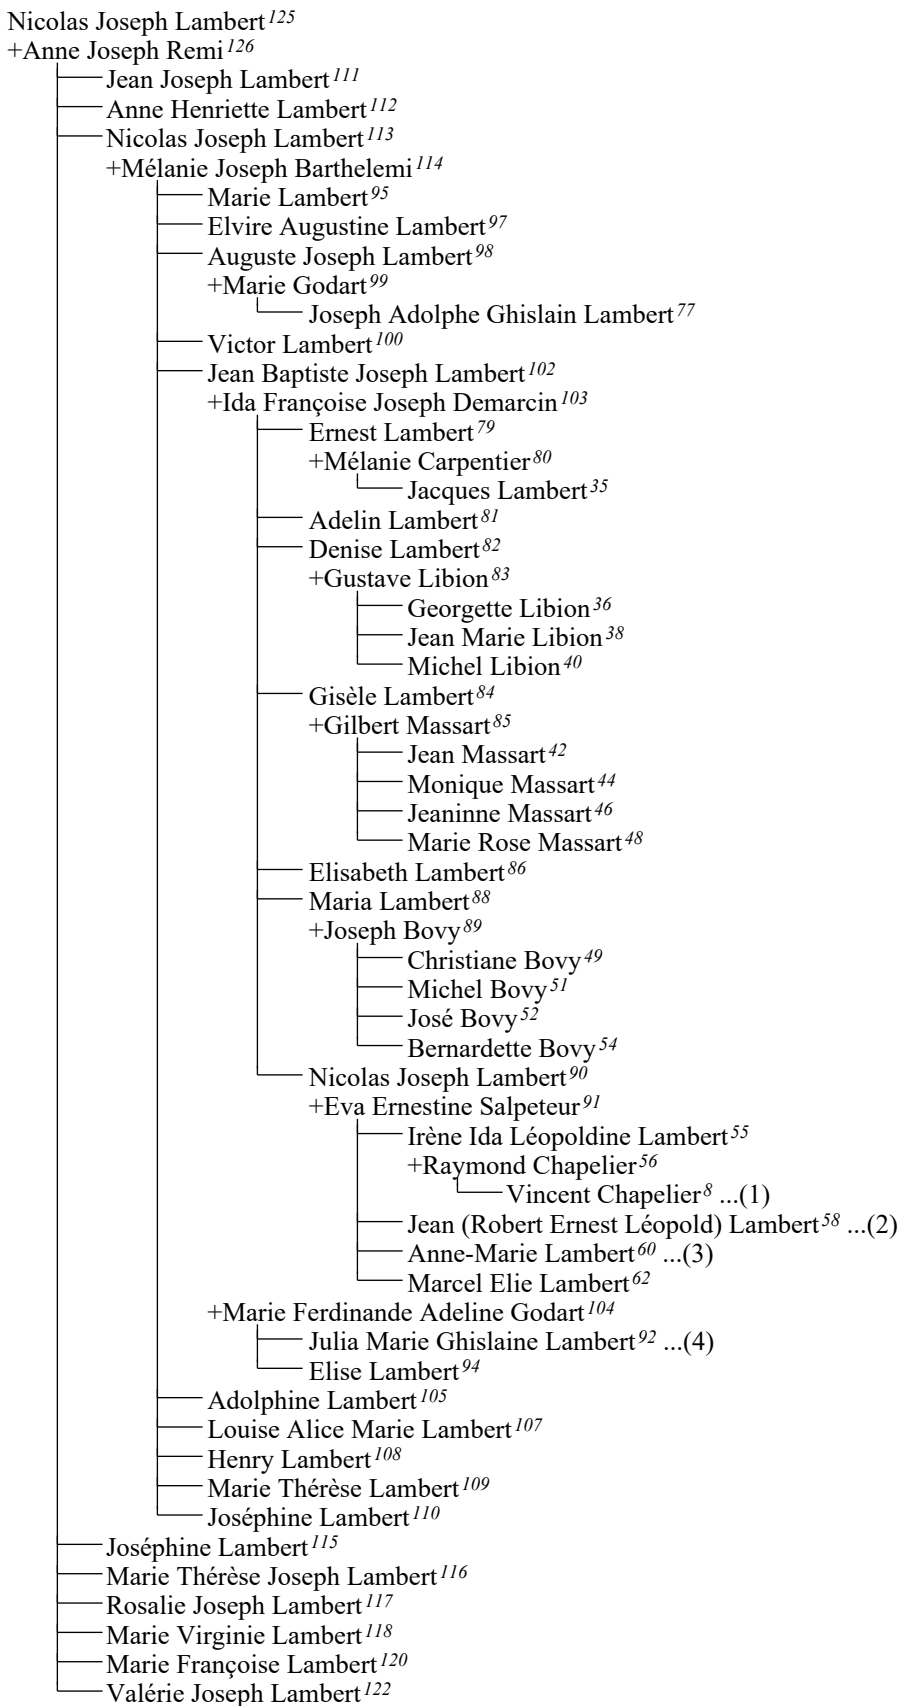 Nicolas Joseph Lambert125
+Anne Joseph Remi126
Jean Joseph Lambert111
Anne Henriette Lambert112
Nicolas Joseph Lambert113
+Mélanie Joseph Barthelemi114
Marie Lambert95
Elvire Augustine Lambert97
Auguste Joseph Lambert98
+Marie Godart99
Joseph Adolphe Ghislain Lambert77
Victor Lambert100
Jean Baptiste Joseph Lambert102
+Ida Françoise Joseph Demarcin103
Ernest Lambert79
+Mélanie Carpentier80
Jacques Lambert35
Adelin Lambert81
Denise Lambert82
+Gustave Libion83
Georgette Libion36
Jean Marie Libion38
Michel Libion40
Gisèle Lambert84
+Gilbert Massart85
Jean Massart42
Monique Massart44
Jeaninne Massart46
Marie Rose Massart48
Elisabeth Lambert86
Maria Lambert88
+Joseph Bovy89
Christiane Bovy49
Michel Bovy51
José Bovy52
Bernardette Bovy54
Nicolas Joseph Lambert90
+Eva Ernestine Salpeteur91
Irène Ida Léopoldine Lambert55
+Raymond Chapelier56
Vincent Chapelier8 ...(1)
Jean (Robert Ernest Léopold) Lambert58 ...(2)
Anne-Marie Lambert60 ...(3)
Marcel Elie Lambert62
+Marie Ferdinande Adeline Godart104
Julia Marie Ghislaine Lambert92 ...(4)
Elise Lambert94
Adolphine Lambert105
Louise Alice Marie Lambert107
Henry Lambert108
Marie Thérèse Lambert109
Joséphine Lambert110
Joséphine Lambert115
Marie Thérèse Joseph Lambert116
Rosalie Joseph Lambert117
Marie Virginie Lambert118
Marie Françoise Lambert120
Valérie Joseph Lambert122